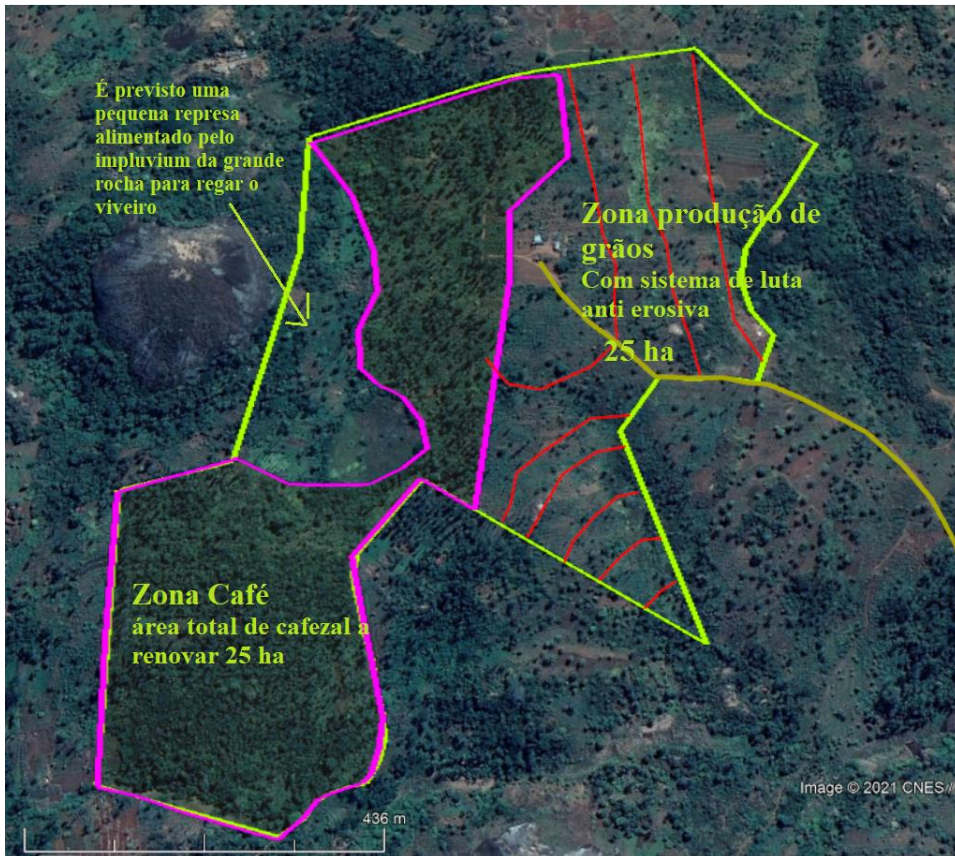 É previsto uma
pequena represa
alimentado pelo
impluvium da grande
rocha para regar o
viveiro
Zona produção de
grãos
Com sistema de luta
anti erosiva
25 ha
Zona Café
área total de cafezal a
renovar 25 ha
Image © 2021 CNES /
436 m